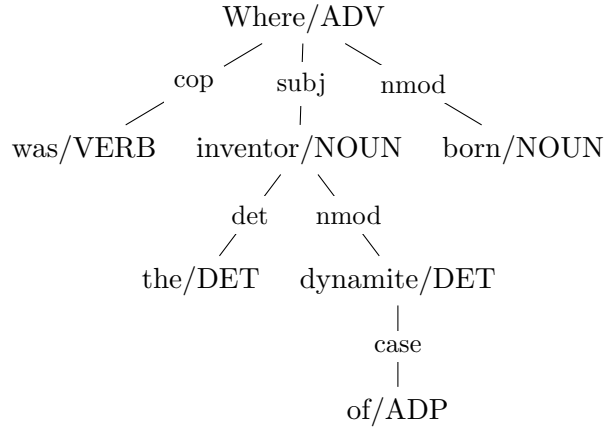 Where/ADV
cop subj nmod
was/VERB inventor/NOUN born/NOUN
det nmod
the/DET dynamite/DET
case
of/ADP